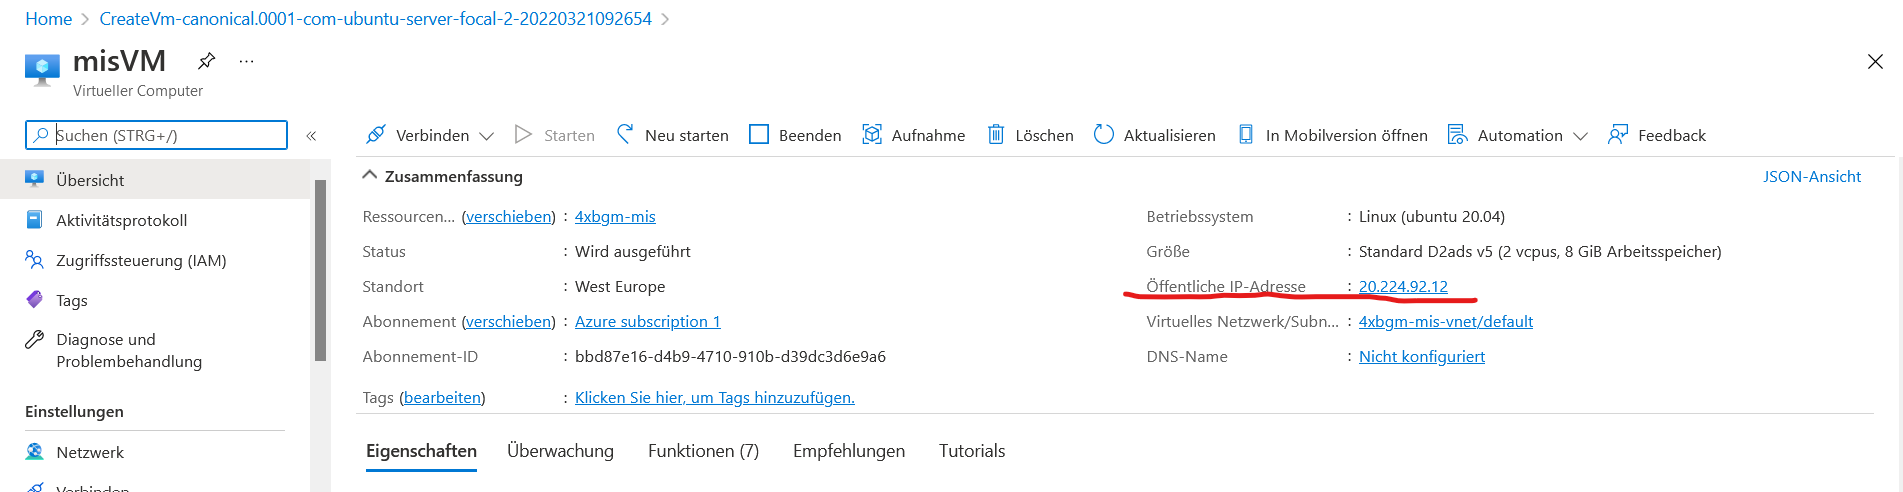 Home > CreateVm-canonical.0001-com-ubuntu-server-focal-2-20220321092654 >
misVM ...
Virtueller Computer
Suchen (STRG+/) «
Übersicht
Aktivitätsprotokoll
Zugriffssteuerung (IAM)
Tags
Diagnose und
Problembehandlung
Einstellungen
Netzwerk
Verbinden
Verbinden Starten Neu starten Beenden Aufnahme Löschen Aktualisieren In Mobilversion öffnen Automation Feedback
Zusammenfassung JSON-Ansicht
Ressourcen... (verschieben) : 4xbgm-mis
Status : Wird ausgeführt
Standort : West Europe
Abonnement (verschieben) : Azure subscription 1
Abonnement-ID : bbd87e16-d4b9-4710-910b-d39dc3d6e9a6
Tags (bearbeiten) : Klicken Sie hier, um Tags hinzuzufügen.
Betriebssystem : Linux (ubuntu 20.04)
Größe : Standard D2ads v5 (2 vcpus, 8 GiB Arbeitsspeicher)
Öffentliche IP-Adresse : 20.224.92.12
Virtuelles Netzwerk/Subn... : 4xbgm-mis-vnet/default
DNS-Name : Nicht konfiguriert
Eigenschaften Überwachung Funktionen (7) Empfehlungen Tutorials